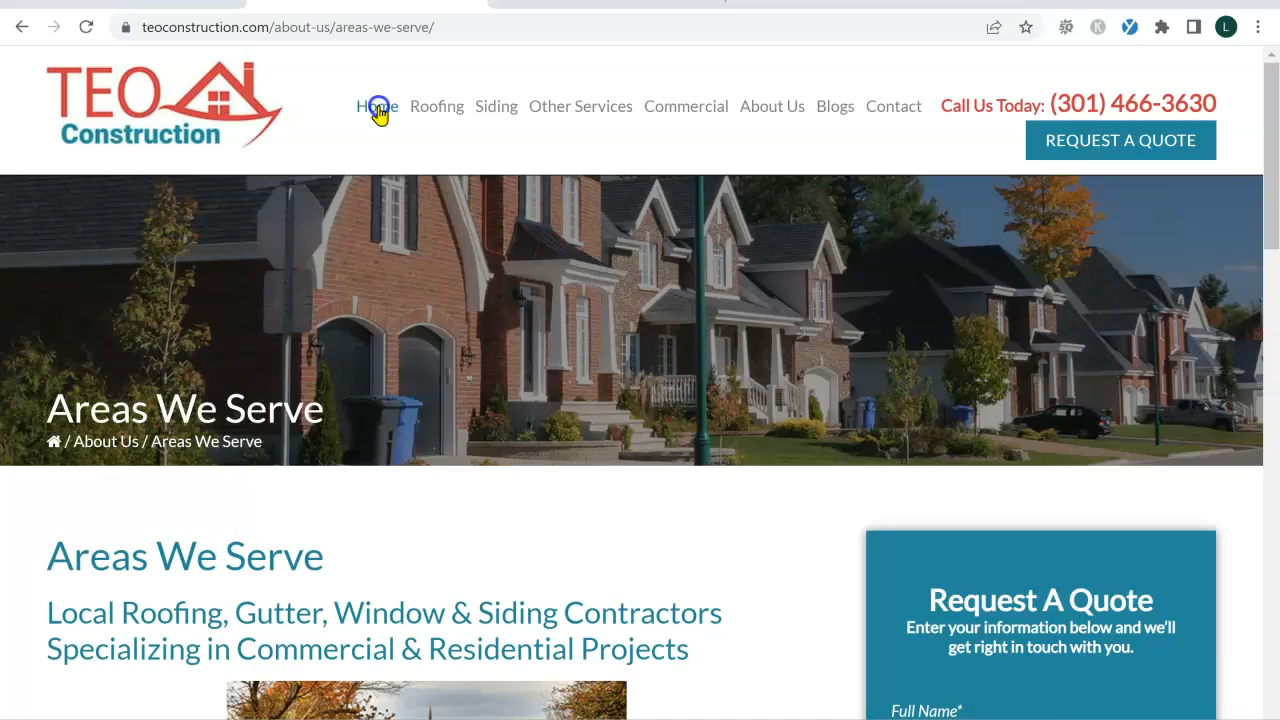 teoconstruction.com/about-us/areas-we-serve/
L
TEO
Construction
Home Roofing Siding Other Services Commercial About Us Blogs Contact
Call Us Today: (301) 466-3630
REQUEST A QUOTE
Areas We Serve
/ About Us / Areas We Serve
Areas We Serve
Local Roofing, Gutter, Window & Siding Contractors
Specializing in Commercial & Residential Projects
Request A Quote
Enter your information below and we'll
get right in touch with you.
Full Name*